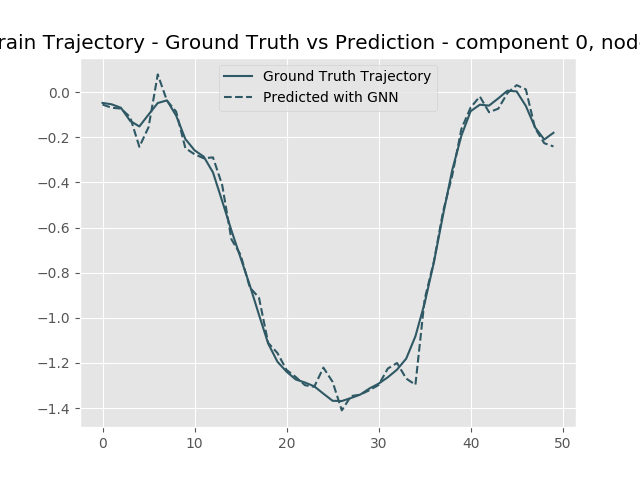 rain Trajectory - Ground Truth vs Prediction - component 0, nod
Ground Truth Trajectory
Predicted with GNN
0.0
−0.2
−0.4
−0.6
−0.8
−1.0
−1.2
−1.4
0 10 20 30 40 50